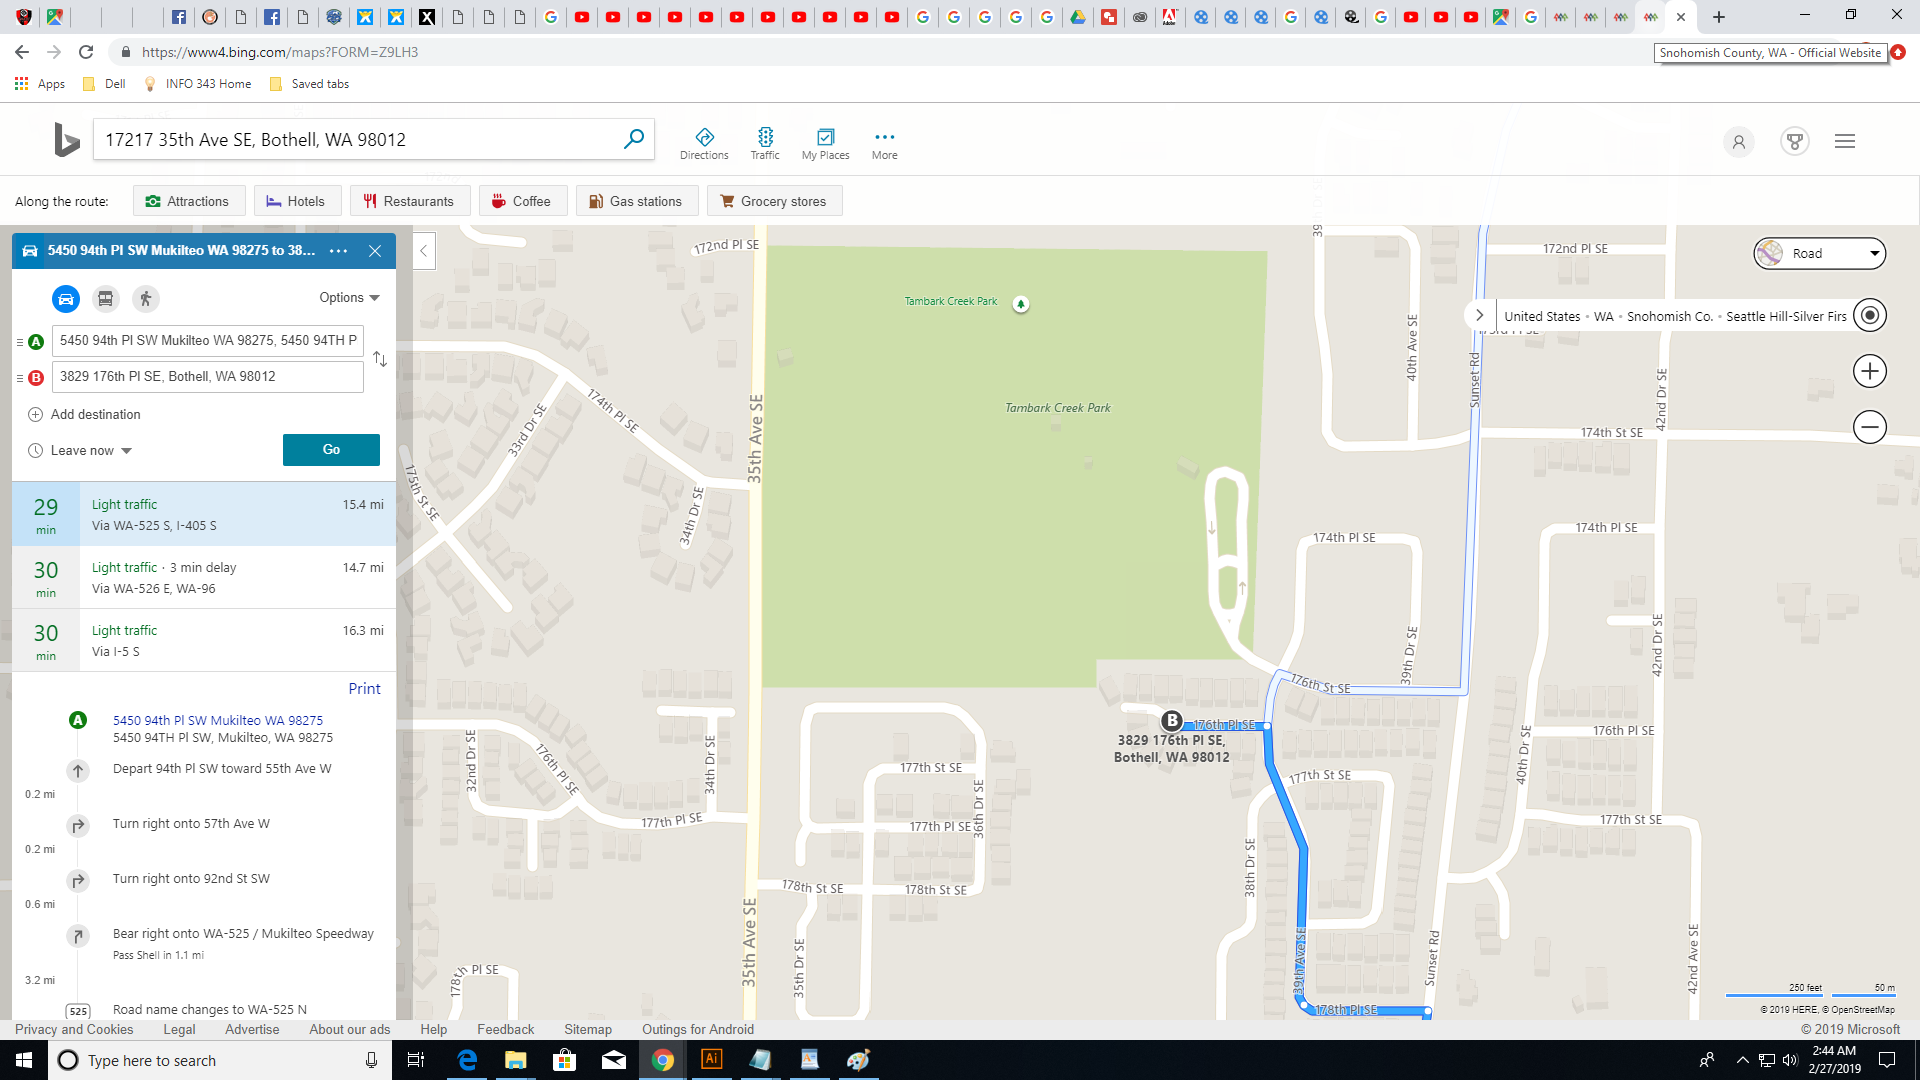 https://www4.bing.com/maps?FORM=Z9LH3
Snohomish County, WA - Official Website
Apps
Dell
INFO 343 Home
Saved tabs
17217 35th Ave SE, Bothell, WA 98012
Directions
Traffic
My Places
More
Along the route:
Attractions
Hotels
Restaurants
Coffee
Gas stations
Grocery stores
5450 94th Pl SW Mukilteo WA 98275 to 38...
Options
A
5450 94th Pl SW Mukilteo WA 98275, 5450 94TH P
B
3829 176th Pl SE, Bothell, WA 98012
Add destination
Leave now
Go
29 min
Light traffic
15.4 mi
Via WA-525 S, I-405 S
30 min
Light traffic · 3 min delay
14.7 mi
Via WA-526 E, WA-96
30 min
Light traffic
16.3 mi
Via I-5 S
Print
A
5450 94th Pl SW Mukilteo WA 98275
5450 94TH Pl SW, Mukilteo, WA 98275
Depart 94th Pl SW toward 55th Ave W
0.2 mi
Turn right onto 57th Ave W
0.2 mi
Turn right onto 92nd St SW
0.6 mi
Bear right onto WA-525 / Mukilteo Speedway
Pass Shell in 1.1 mi
3.2 mi
525
Road name changes to WA-525 N
Road
United States • WA • Snohomish Co. • Seattle Hill-Silver Firs
172nd Pl SE
172nd Pl SE
Tambark Creek Park
Tambark Creek Park
40th Ave SE
Sunset Rd
42nd Dr SE
174th St SE
174th Pl SE
33rd Dr SE
35th Ave SE
175th St SE
34th Dr SE
174th Pl SE
174th Pl SE
39th Dr SE
42nd Dr SE
176th St SE
176th Pl SE
B
3829 176th Pl SE,
Bothell, WA 98012
176th Pl SE
40th Dr SE
32nd Dr SE
176th Pl SE
34th Dr SE
177th St SE
177th St SE
177th St SE
36th Dr SE
177th Pl SE
177th Pl SE
178th St SE
178th St SE
38th Dr SE
35th Ave SE
35th Dr SE
178th Pl SE
39th Ave SE
Sunset Rd
42nd Ave SE
178th Pl SE
250 feet
50 m
© 2019 HERE, © OpenStreetMap
Privacy and Cookies
Legal
Advertise
About our ads
Help
Feedback
Sitemap
Outings for Android
© 2019 Microsoft
Type here to search
Ai
2:44 AM
2/27/2019